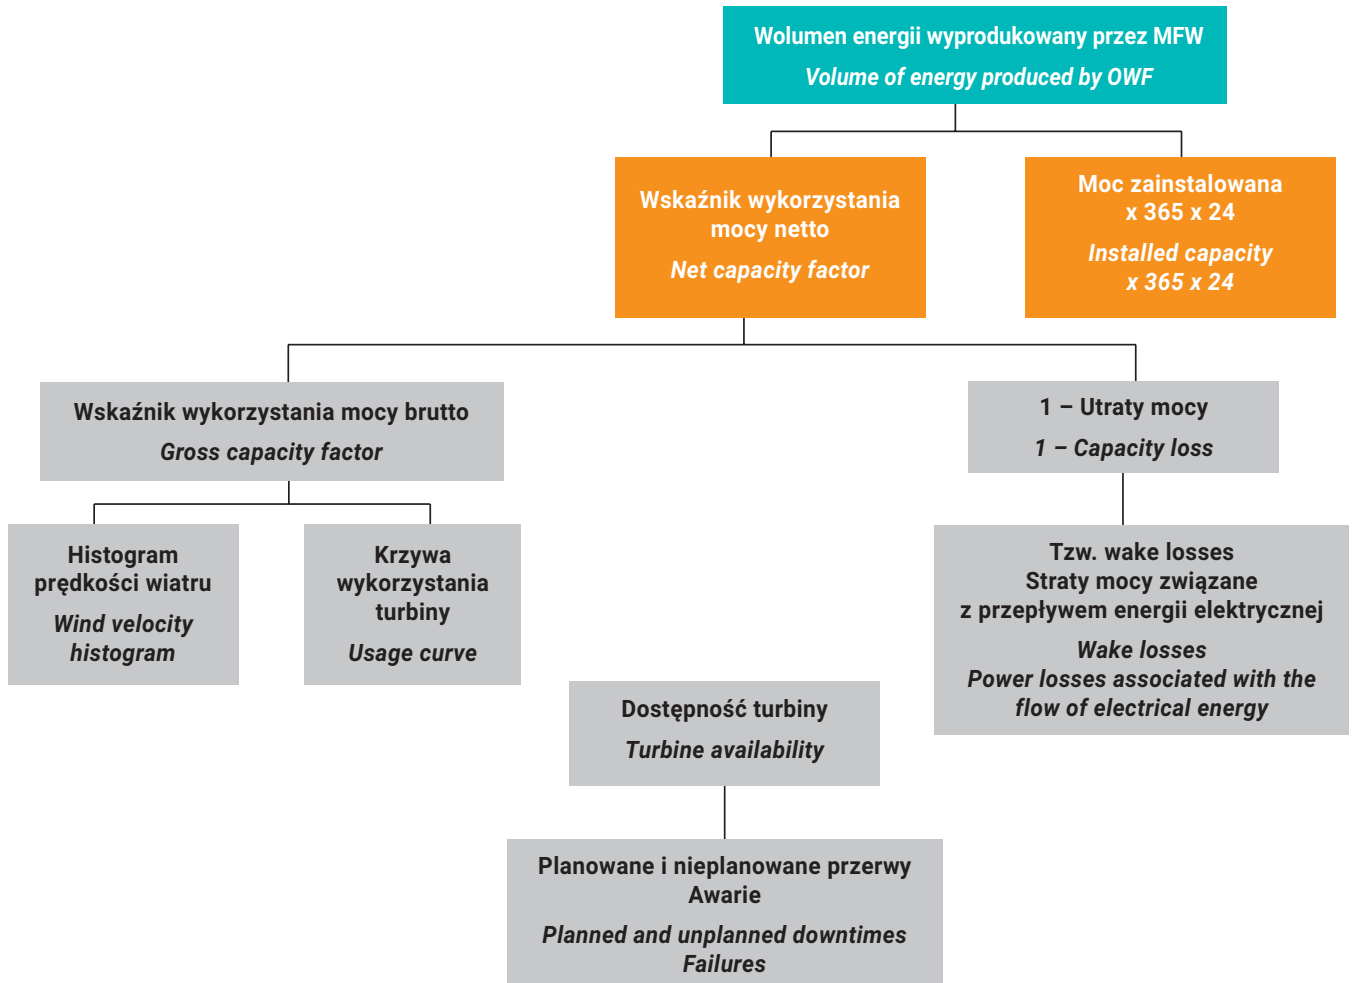 Wolumen energii wyprodukowany przez MFW
Volume of energy produced by OWF
Wskaźnik wykorzystania
mocy netto
Net capacity factor
Moc zainstalowana
x 365 x 24
Installed capacity
x 365 x 24
Wskaźnik wykorzystania mocy brutto
Gross capacity factor
1 – Utraty mocy
1 – Capacity loss
Histogram
prędkości wiatru
Wind velocity
histogram
Krzywa
wykorzystania
turbiny
Usage curve
Tzw. wake losses
Straty mocy związane
z przepływem energii elektrycznej
Wake losses
Power losses associated with the
flow of electrical energy
Dostępność turbiny
Turbine availability
Planowane i nieplanowane przerwy
Awarie
Planned and unplanned downtimes
Failures